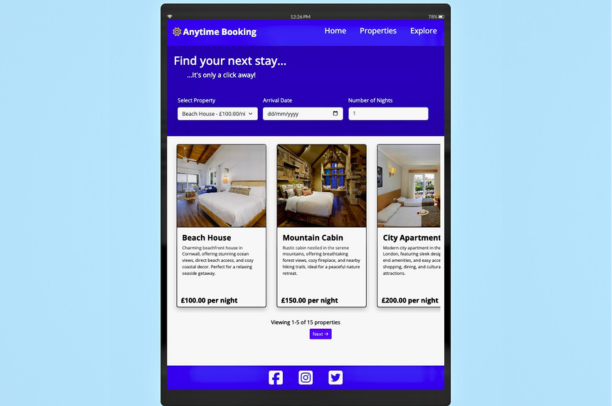 12:26 PM
78%
Anytime Booking
Home Properties Explore
Find your next stay...
...it's only a click away!
Select Property Arrival Date Number of Nights
Beach House - £100.00/ni dd/mm/yyyy 1
Beach House
Charming beachfront house in
Cornwall, offering stunning ocean
views, direct beach access, and cosy
coastal decor. Perfect for a relaxing
seaside getaway.
£100.00 per night
Mountain Cabin
Rustic cabin nestled in the serene
mountains, offering breathtaking
forest views, cozy fireplace, and nearby
hiking trails. Ideal for a peaceful nature
retreat.
£150.00 per night
City Apartment
Modern city apartment in the
London, featuring sleek desig
end amenities, and easy acce
shopping, dining, and culture
attractions.
£200.00 per night
Viewing 1-5 of 15 properties
Next →